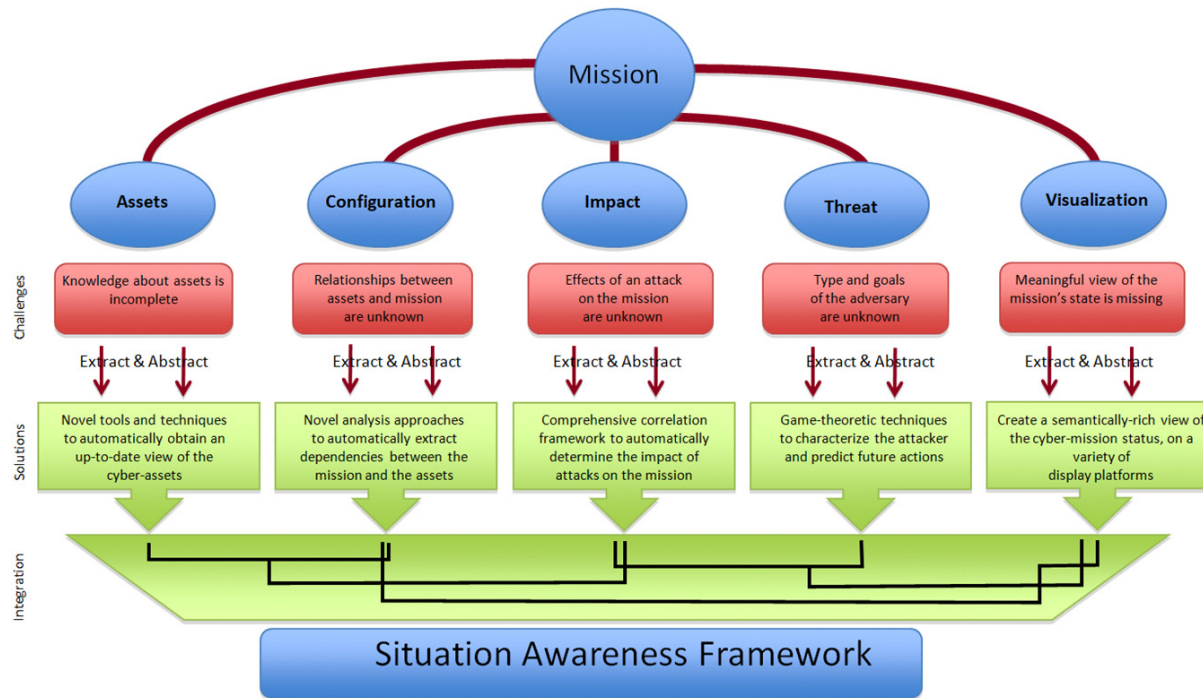 Mission
Assets
Configuration
Impact
Threat
Visualization
Challenges
Knowledge about assets is
incomplete
Relationships between
assets and mission
are unknown
Effects of an attack
on the mission
are unknown
Type and goals
of the adversary
are unknown
Meaningful view of the
mission's state is missing
Extract & Abstract
Extract & Abstract
Extract & Abstract
Extract & Abstract
Extract & Abstract
Solutions
Novel tools and techniques
to automatically obtain an
up-to-date view of the
cyber-assets
Novel analysis approaches
to automatically extract
dependencies between the
mission and the assets
Comprehensive correlation
framework to automatically
determine the impact of
attacks on the mission
Game-theoretic techniques
to characterize the attacker
and predict future actions
Create a semantically-rich view of
the cyber-mission status, on a
variety of
display platforms
Integration
Situation Awareness Framework